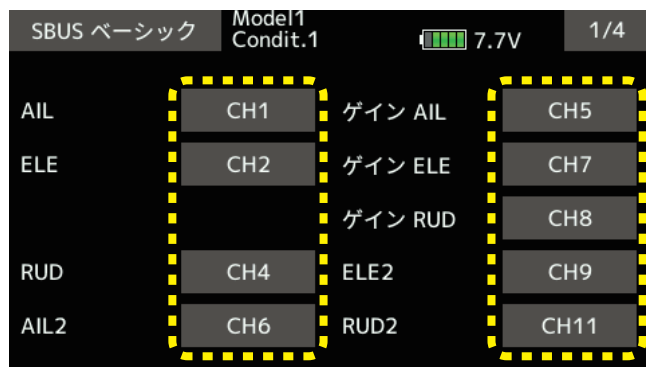 SBUS ベーシック Model1 Condit.1 7.7V 1/4
AIL CH1 ゲイン AIL CH5
ELE CH2 ゲイン ELE CH7
ゲイン RUD CH8
RUD CH4 ELE2 CH9
AIL2 CH6 RUD2 CH11